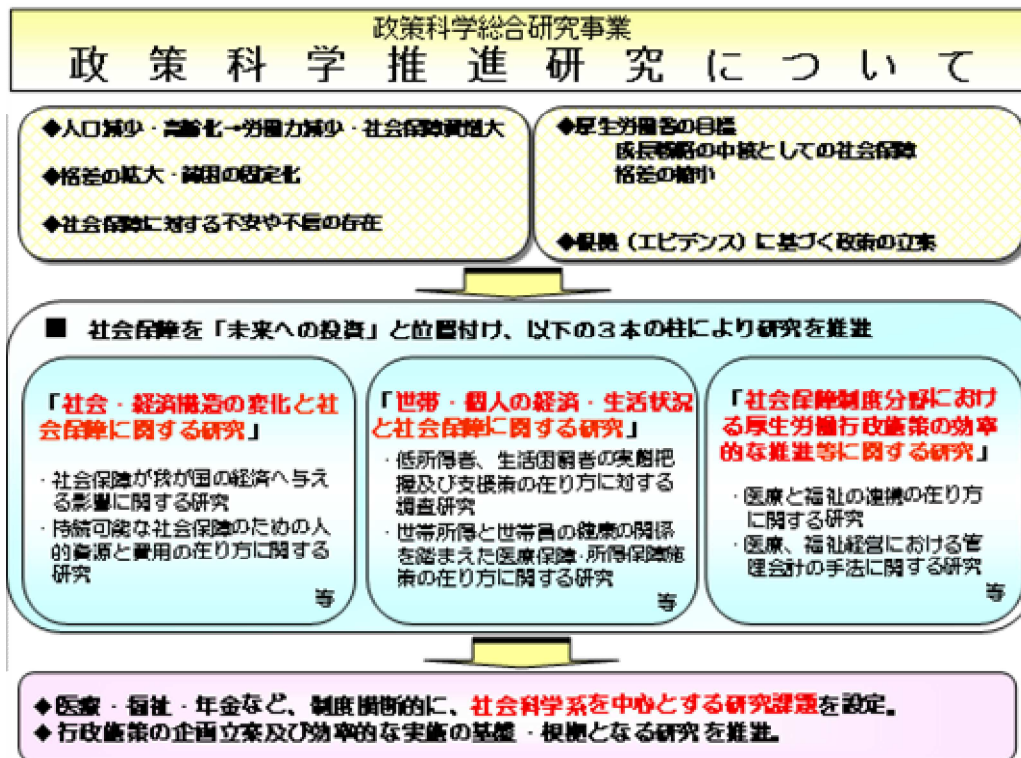 政策科学総合研究事業
政策科学推進研究について
◆人口減少・高齢化→労働力減少・社会保障費増大
◆格差の拡大・貧困の固定化
◆社会保障に対する不安や不信の存在
◆厚生労働省の目標
成長戦略の中核としての社会保障
格差の縮小
◆根拠（エビデンス）に基づく政策の立案
■ 社会保障を「未来への投資」と位置付け、以下の３本の柱により研究を推進
「社会・経済構造の変化と社
会保障に関する研究」
・社会保障が我が国の経済へ与え
る影響に関する研究
・持続可能な社会保障のための人
的資源と費用の在り方に関する
研究
等
「世帯・個人の経済・生活状況
と社会保障に関する研究」
・低所得者、生活困窮者の実態把
握及び支援策の在り方に対する
調査研究
・世帯所得と世帯員の健康の関係
を踏まえた医療保障・所得保障施
策の在り方に関する研究
等
「社会保障制度分野におけ
る厚生労働行政施策の効率
的な推進等に関する研究」
・医療と福祉の連携の在り方
に関する研究
・医療、福祉経営における管
理会計の手法に関する研究
等
◆医療・福祉・年金など、制度横断的に、社会科学系を中心とする研究課題を設定。
◆行政施策の企画立案及び効率的な実施の基盤・根拠となる研究を推進。